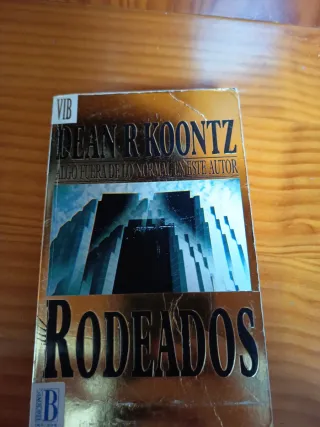 VIB
DEAN R. KOONTZ
ALGO FUERA DE LO NORMAL EN ESTE AUTOR
RODEADOS
B